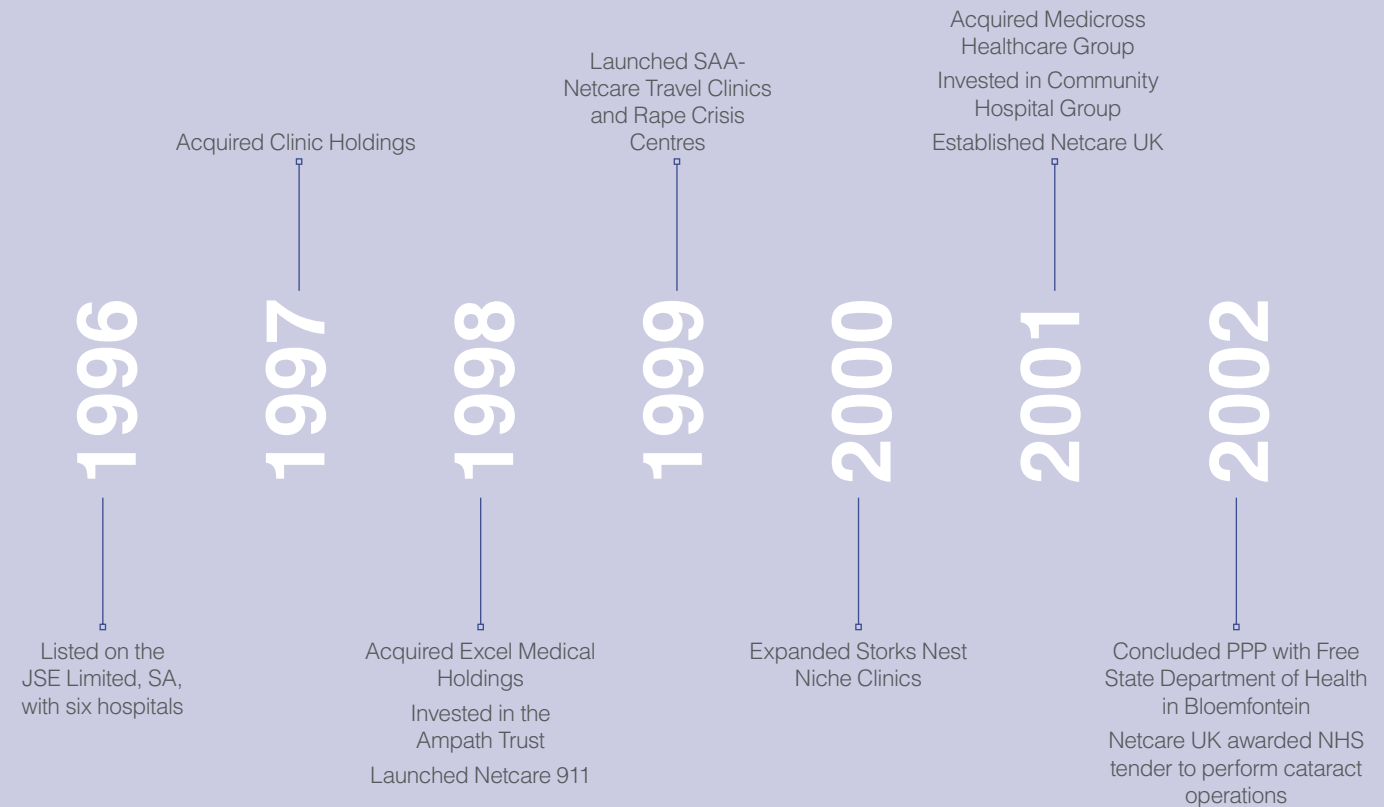 Acquired Clinic Holdings
Launched SAA-
Netcare Travel Clinics
and Rape Crisis
Centres
Acquired Medicross
Healthcare Group
Invested in Community
Hospital Group
Established Netcare UK
1996
1997
1998
1999
2000
2001
2002
Listed on the
JSE Limited, SA,
with six hospitals
Acquired Excel Medical
Holdings
Invested in the
Ampath Trust
Launched Netcare 911
Expanded Storks Nest
Niche Clinics
Concluded PPP with Free
State Department of Health
in Bloemfontein
Netcare UK awarded NHS
tender to perform cataract
operations